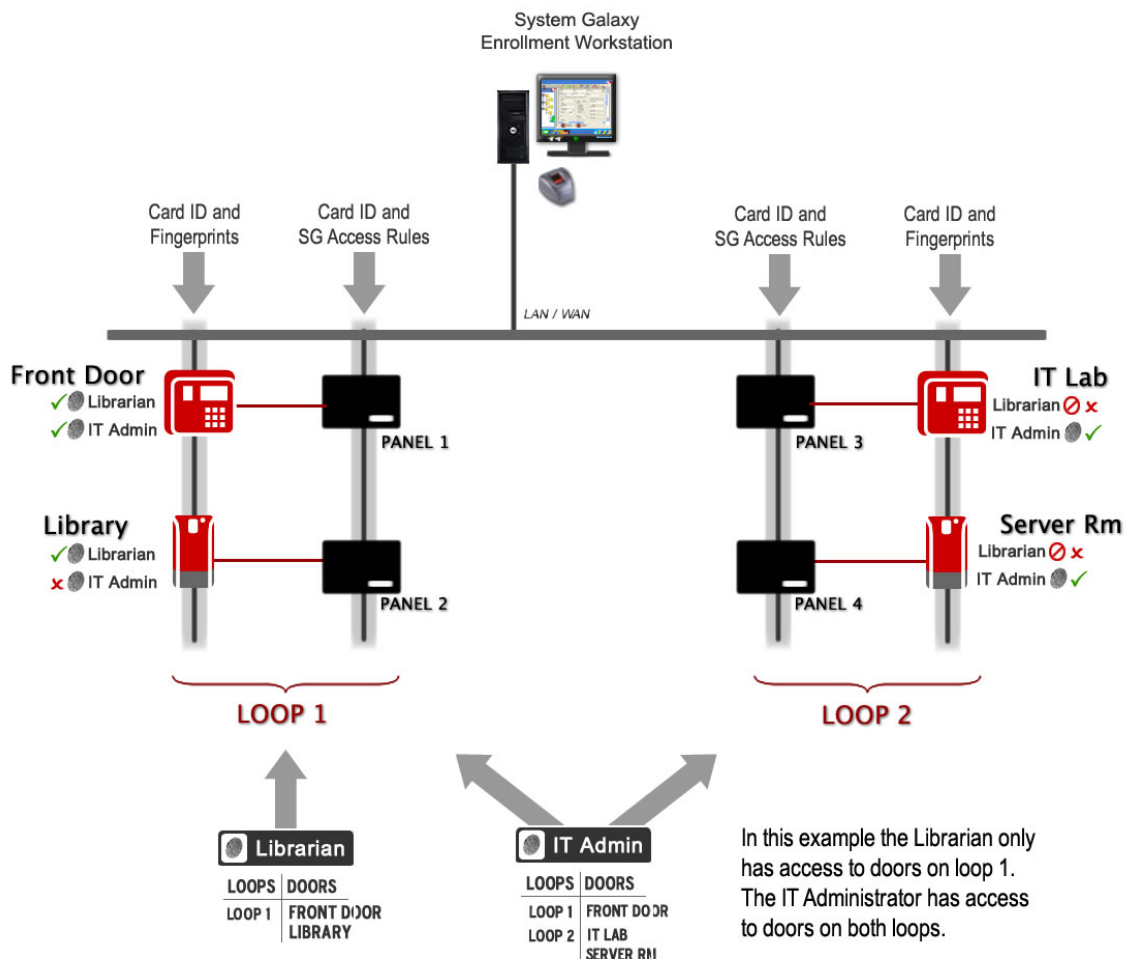 System Galaxy
Enrollment Workstation
Card ID and
Fingerprints
Card ID and
SG Access Rules
Card ID and
SG Access Rules
Card ID and
Fingerprints
LAN / WAN
Front Door
Librarian
IT Admin
PANEL 1
PANEL 3
IT Lab
Librarian
IT Admin
Library
Librarian
IT Admin
PANEL 2
PANEL 4
Server Rm
Librarian
IT Admin
LOOP 1
LOOP 2
Librarian
LOOPS DOORS
LOOP 1 FRONT DOOR
LIBRARY
IT Admin
LOOPS DOORS
LOOP 1 FRONT DOOR
LOOP 2 IT LAB
SERVER RM
In this example the Librarian only
has access to doors on loop 1.
The IT Administrator has access
to doors on both loops.